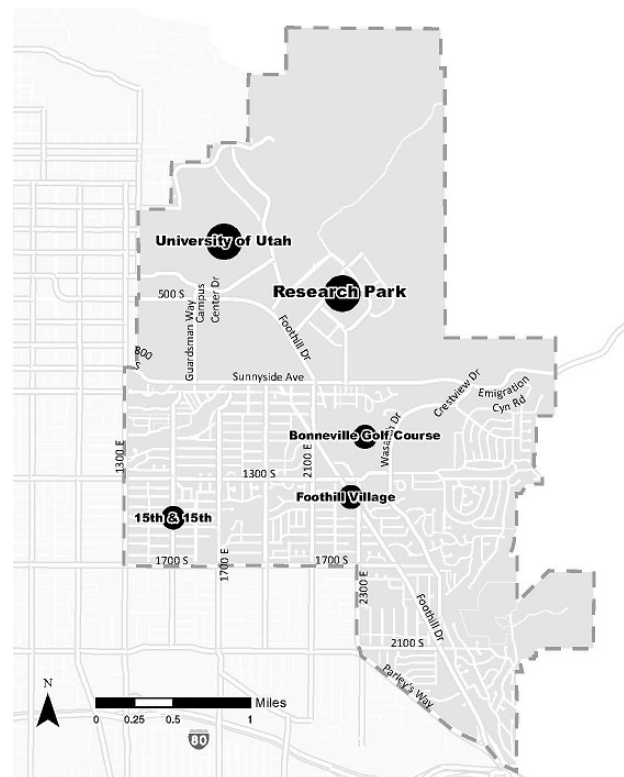 University of Utah
Research Park
500 S
Guardsman Way
Campus
Center Dr
Foothill Dr
800
S
Sunnyside Ave
Crestview Dr
Emigration
Cyn Rd
Bonneville Golf Course
Wasatch Dr
1300 E
2100 E
1300 S
Foothill Village
15th & 15th
1700 S
1700 E
1700 S
2300 E
Foothill Dr
2100 S
Parley's Way
N
Miles
0 0.25 0.5 1
80